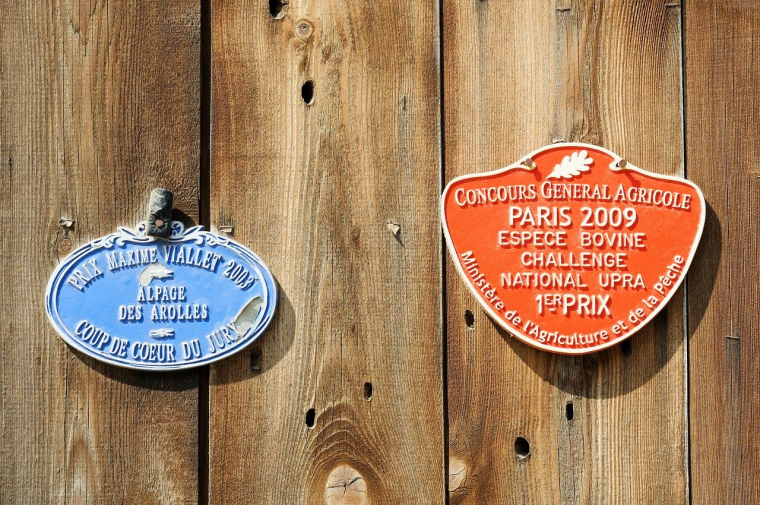 PRIX MAXIME VIALLET 2003
ALPAGE
DES AROLLES
COUP DE COEUR DU JURY
CONCOURS GENERAL AGRICOLE
PARIS 2009
ESPECE BOVINE
CHALLENGE
NATIONAL UPRA
1ER PRIX
Ministère de l'Agriculture et de la Pêche